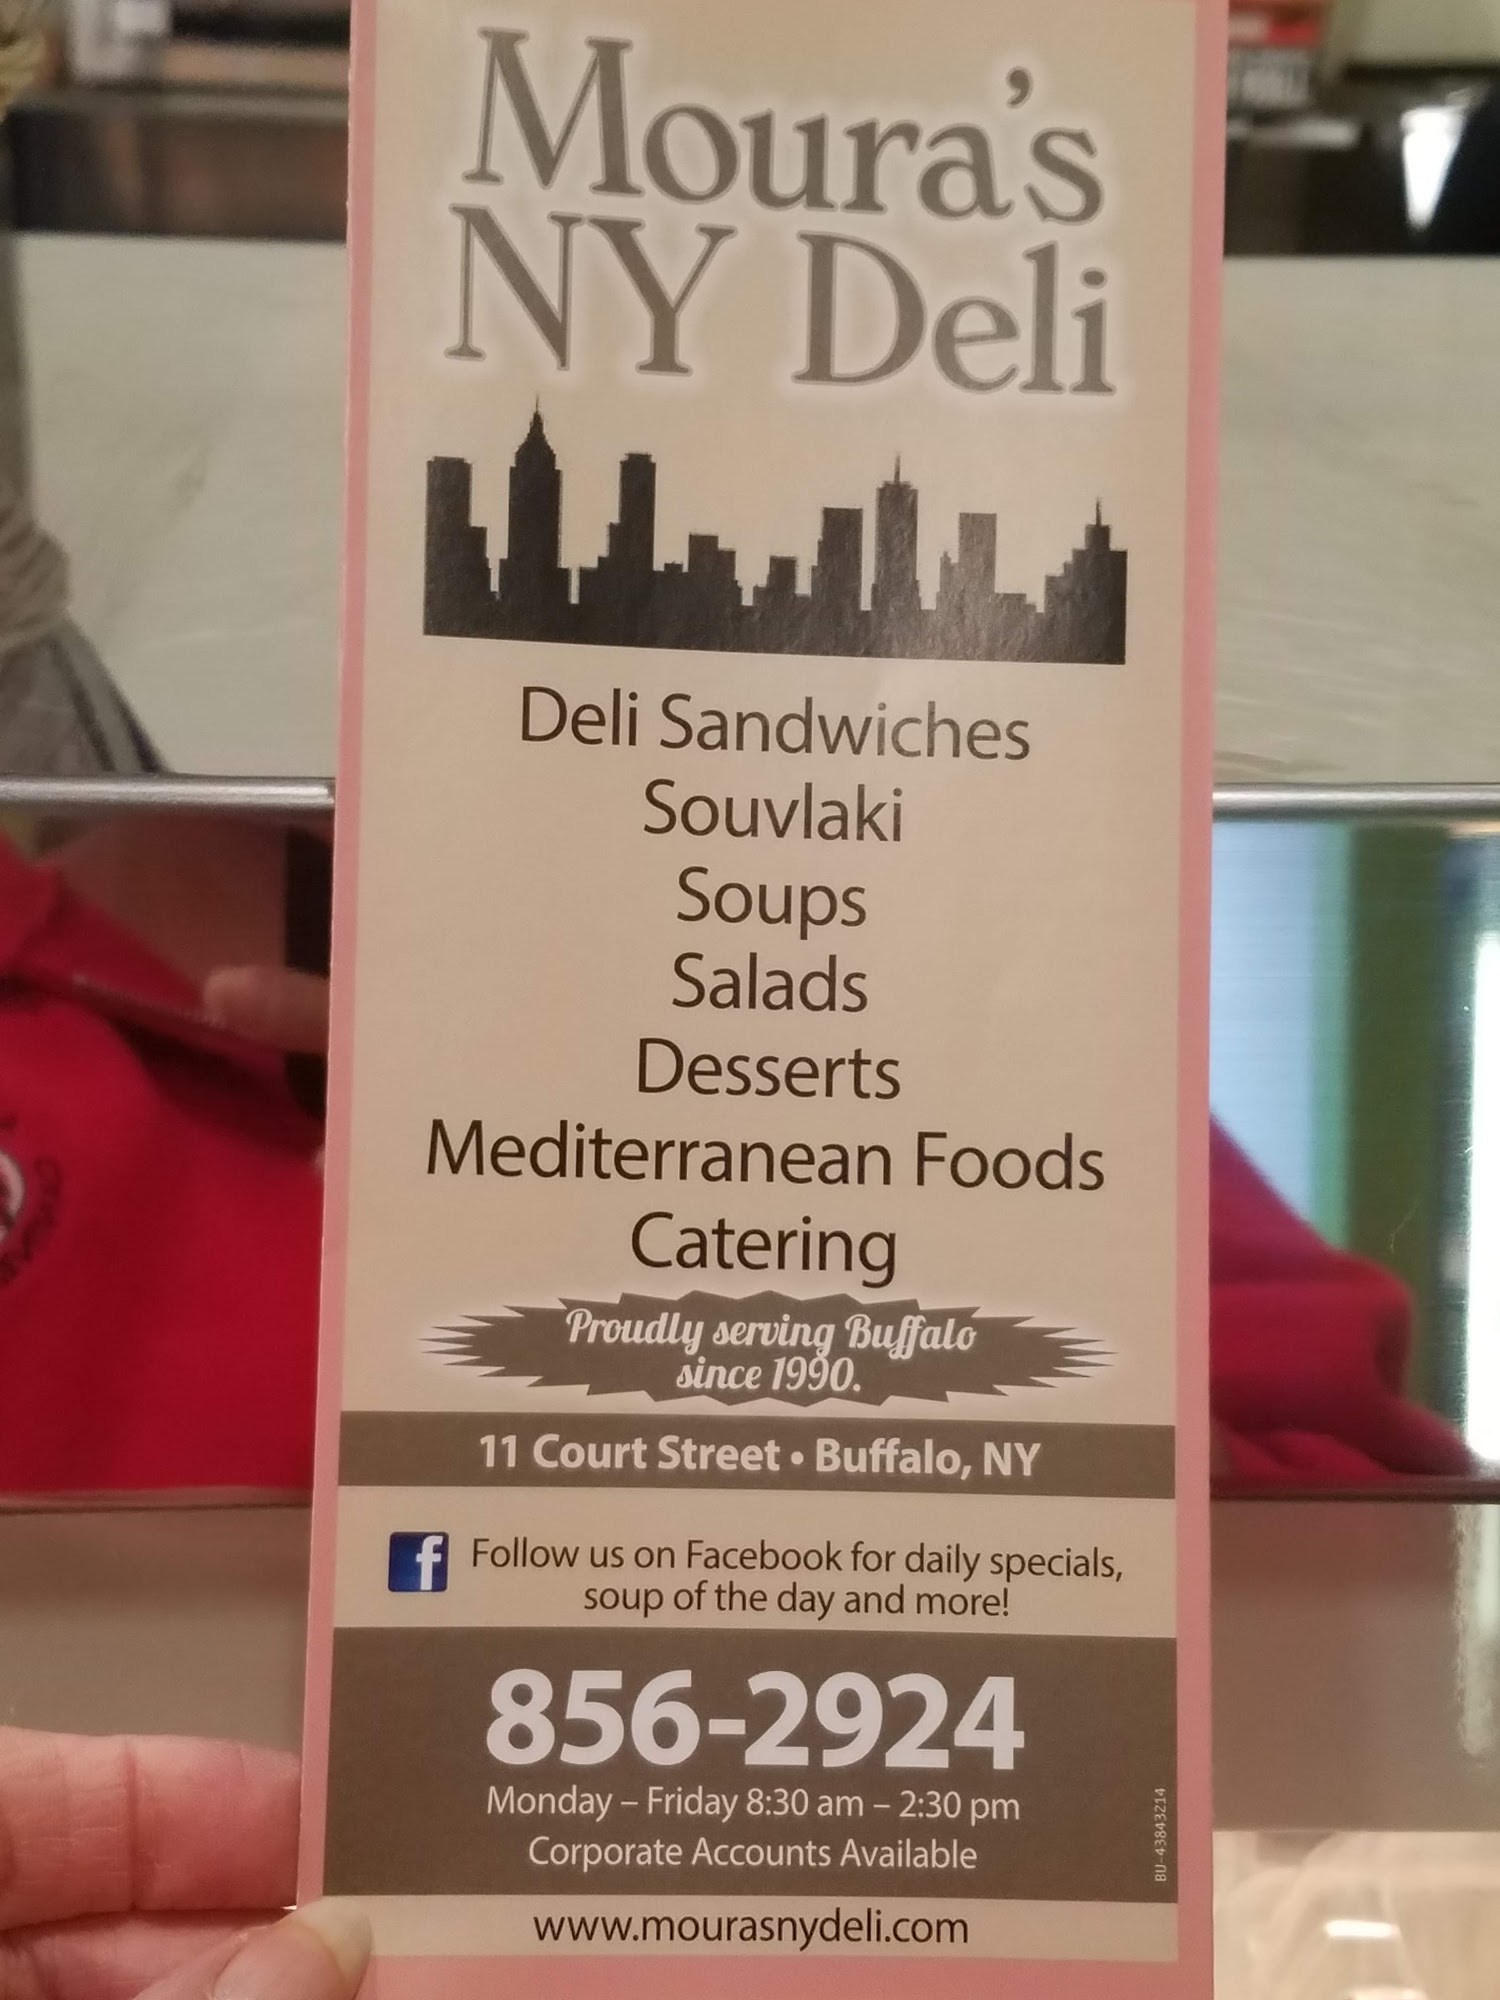 Moura's
NY Deli
Deli Sandwiches
Souvlaki
Soups
Salads
Desserts
Mediterranean Foods
Catering
Proudly serving Buffalo
since 1990.
11 Court Street • Buffalo, NY
f
Follow us on Facebook for daily specials,
soup of the day and more!
856-2924
Monday – Friday 8:30 am – 2:30 pm
Corporate Accounts Available
BU-43843214
www.mourasnydeli.com